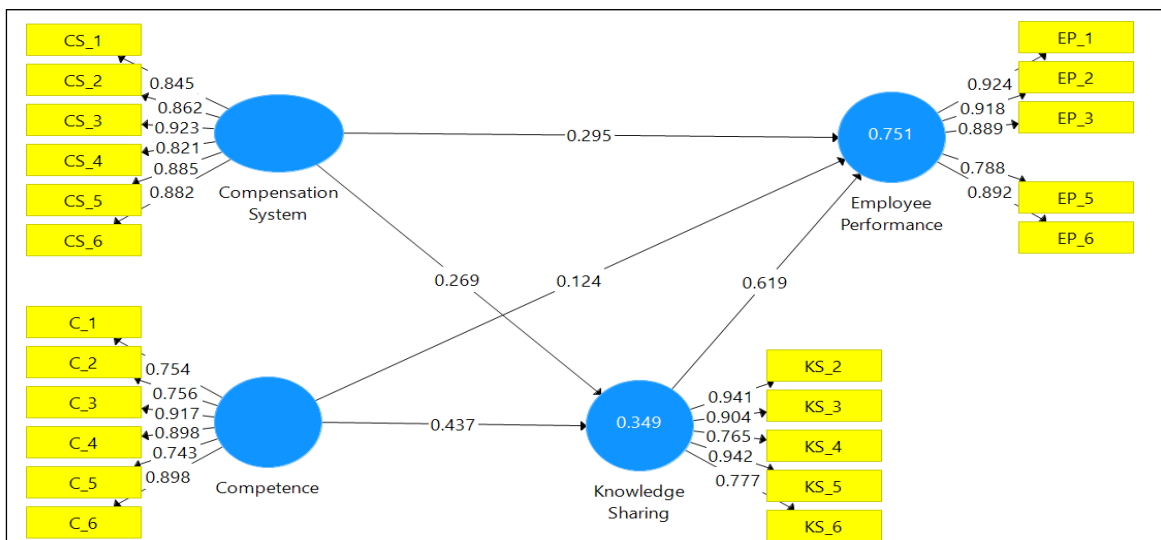 CS_1
CS_2
CS_3
CS_4
CS_5
CS_6
0.845
0.862
0.923
0.821
0.885
0.882
Compensation
System
0.295
0.269
0.124
0.619
0.437
C_1
C_2
C_3
C_4
C_5
C_6
0.754
0.756
0.917
0.898
0.743
0.898
Competence
0.751
Employee
Performance
0.924
0.918
0.889
0.788
0.892
EP_1
EP_2
EP_3
EP_5
EP_6
0.349
Knowledge
Sharing
0.941
0.904
0.765
0.942
0.777
KS_2
KS_3
KS_4
KS_5
KS_6